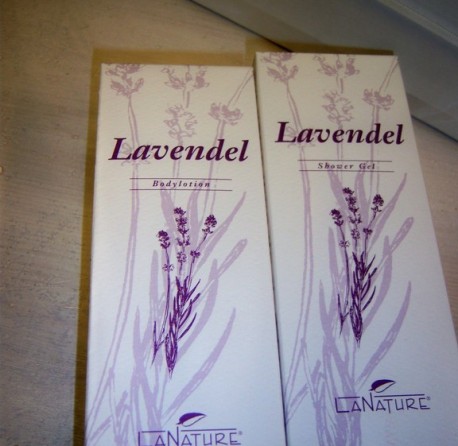 Lavendel
Bodylotion
LANATURE®
Lavendel
Shower Gel
LANATURE®